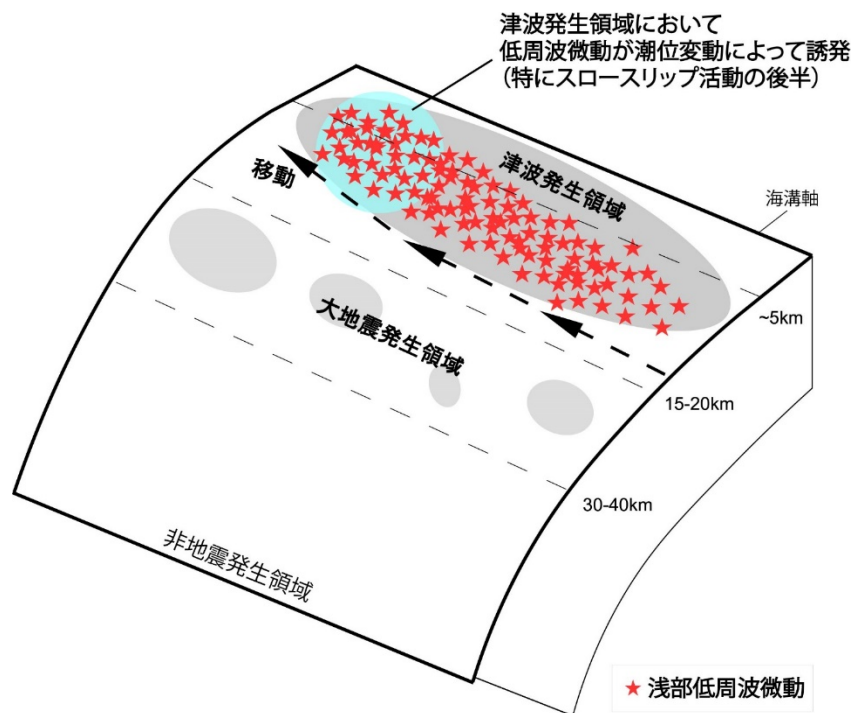 津波発生領域において
低周波微動が潮位変動によって誘発
(特にスロースリップ活動の後半)
津波発生領域
海溝軸
移動
大地震発生領域
~5km
15-20km
30-40km
非地震発生領域
★ 浅部低周波微動